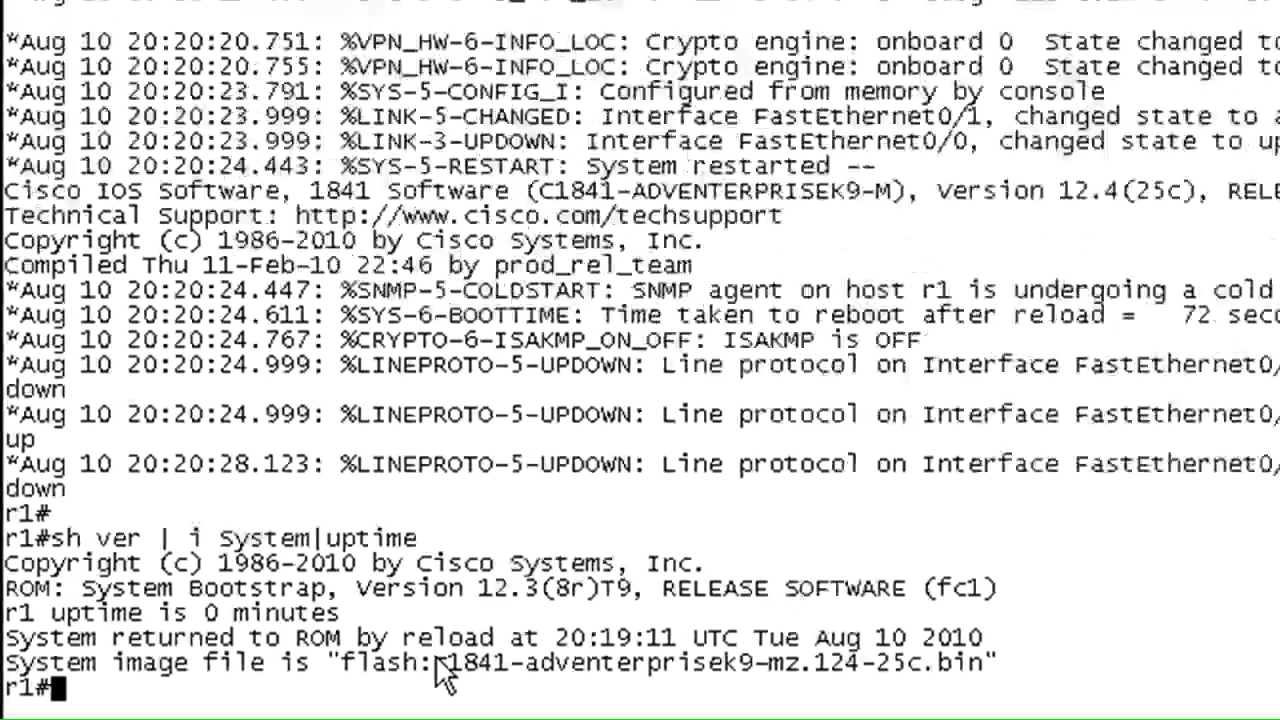 *Aug 10 20:20:20.751: %VPN_HW-6-INFO_LOC: Crypto engine: onboard 0  State changed to
*Aug 10 20:20:20.755: %VPN_HW-6-INFO_LOC: Crypto engine: onboard 0  State changed to
*Aug 10 20:20:23.791: %SYS-5-CONFIG_I: Configured from memory by console
*Aug 10 20:20:23.999: %LINK-5-CHANGED: Interface FastEthernet0/1, changed state to a
*Aug 10 20:20:23.999: %LINK-3-UPDOWN: Interface FastEthernet0/0, changed state to up
*Aug 10 20:20:24.443: %SYS-5-RESTART: System restarted --
Cisco IOS Software, 1841 Software (C1841-ADVENTERPRISEK9-M), Version 12.4(25c), RELE
Technical Support: http://www.cisco.com/techsupport
Copyright (c) 1986-2010 by Cisco Systems, Inc.
Compiled Thu 11-Feb-10 22:46 by prod_rel_team
*Aug 10 20:20:24.447: %SNMP-5-COLDSTART: SNMP agent on host r1 is undergoing a cold
*Aug 10 20:20:24.611: %SYS-6-BOOTTIME: Time taken to reboot after reload =   72 seco
*Aug 10 20:20:24.767: %CRYPTO-6-ISAKMP_ON_OFF: ISAKMP is OFF
*Aug 10 20:20:24.999: %LINEPROTO-5-UPDOWN: Line protocol on Interface FastEthernet0/
down
*Aug 10 20:20:24.999: %LINEPROTO-5-UPDOWN: Line protocol on Interface FastEthernet0/
up
*Aug 10 20:20:28.123: %LINEPROTO-5-UPDOWN: Line protocol on Interface FastEthernet0/
down
r1#
r1#sh ver | i System|uptime
Copyright (c) 1986-2010 by Cisco Systems, Inc.
ROM: System Bootstrap, Version 12.3(8r)T9, RELEASE SOFTWARE (fc1)
r1 uptime is 0 minutes
System returned to ROM by reload at 20:19:11 UTC Tue Aug 10 2010
System image file is "flash: 1841-adventerprisek9-mz.124-25c.bin"
r1#